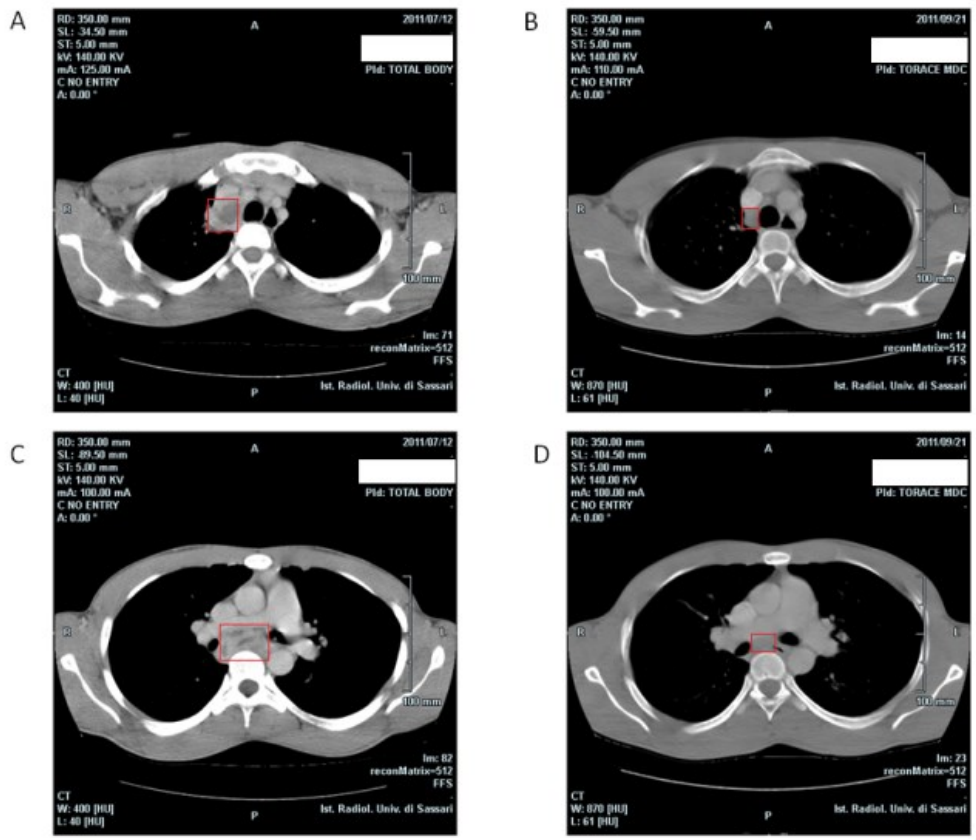 A
RD: 350.00 mm
SL: -34.50 mm
ST: 5.00 mm
kV: 140.00 KV
mA: 125.00 mA
C NO ENTRY
A: 0.00 °
A
2011/07/12
PId: TOTAL BODY
R
L
100 mm
Im: 71
reconMatrix=512
FFS
CT
W: 400 [HU]
L: 40 [HU]
P
Ist. Radiol. Univ. di Sassari
B
RD: 350.00 mm
SL: -59.50 mm
ST: 5.00 mm
kV: 140.00 KV
mA: 110.00 mA
C NO ENTRY
A: 0.00 °
A
2011/09/21
PId: TORACE MDC
R
L
100 mm
Im: 14
reconMatrix=512
FFS
CT
W: 870 [HU]
L: 61 [HU]
P
Ist. Radiol. Univ. di Sassari
C
RD: 350.00 mm
SL: -89.50 mm
ST: 5.00 mm
kV: 140.00 KV
mA: 100.00 mA
C NO ENTRY
A: 0.00 °
A
2011/07/12
PId: TOTAL BODY
R
L
100 mm
Im: 82
reconMatrix=512
FFS
CT
W: 400 [HU]
L: 40 [HU]
P
Ist. Radiol. Univ. di Sassari
D
RD: 350.00 mm
SL: -104.50 mm
ST: 5.00 mm
kV: 140.00 KV
mA: 100.00 mA
C NO ENTRY
A: 0.00 °
A
2011/09/21
PId: TORACE MDC
R
L
100 mm
Im: 23
reconMatrix=512
FFS
CT
W: 870 [HU]
L: 61 [HU]
P
Ist. Radiol. Univ. di Sassari